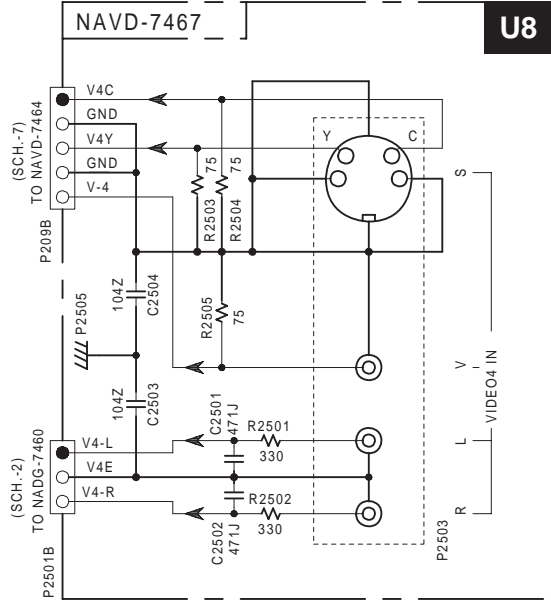 NAVD-7467
U8
V4C
GND
V4Y
GND
V-4
(SCH.-7)
TO NAVD-7464
P209B
Y
C
S
75
75
R2503
R2504
104Z
C2504
R2505
75
P2505
104Z
C2503
V
VIDEO4 IN
(SCH.-2)
TO NADG-7460
V4-L
V4E
V4-R
C2501
471J
R2501
330
L
R2502
330
R
C2502
471J
P2501B
P2503